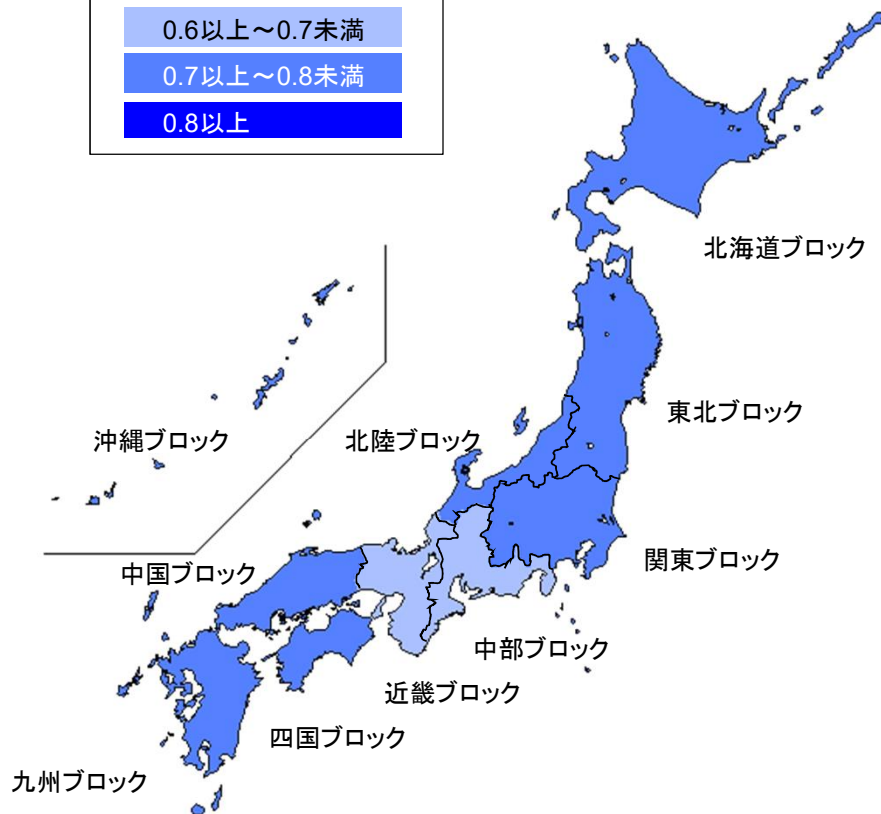 0.6以上～0.7未満
0.7以上～0.8未満
0.8以上
北海道ブロック
東北ブロック
沖縄ブロック
北陸ブロック
関東ブロック
中国ブロック
中部ブロック
近畿ブロック
四国ブロック
九州ブロック